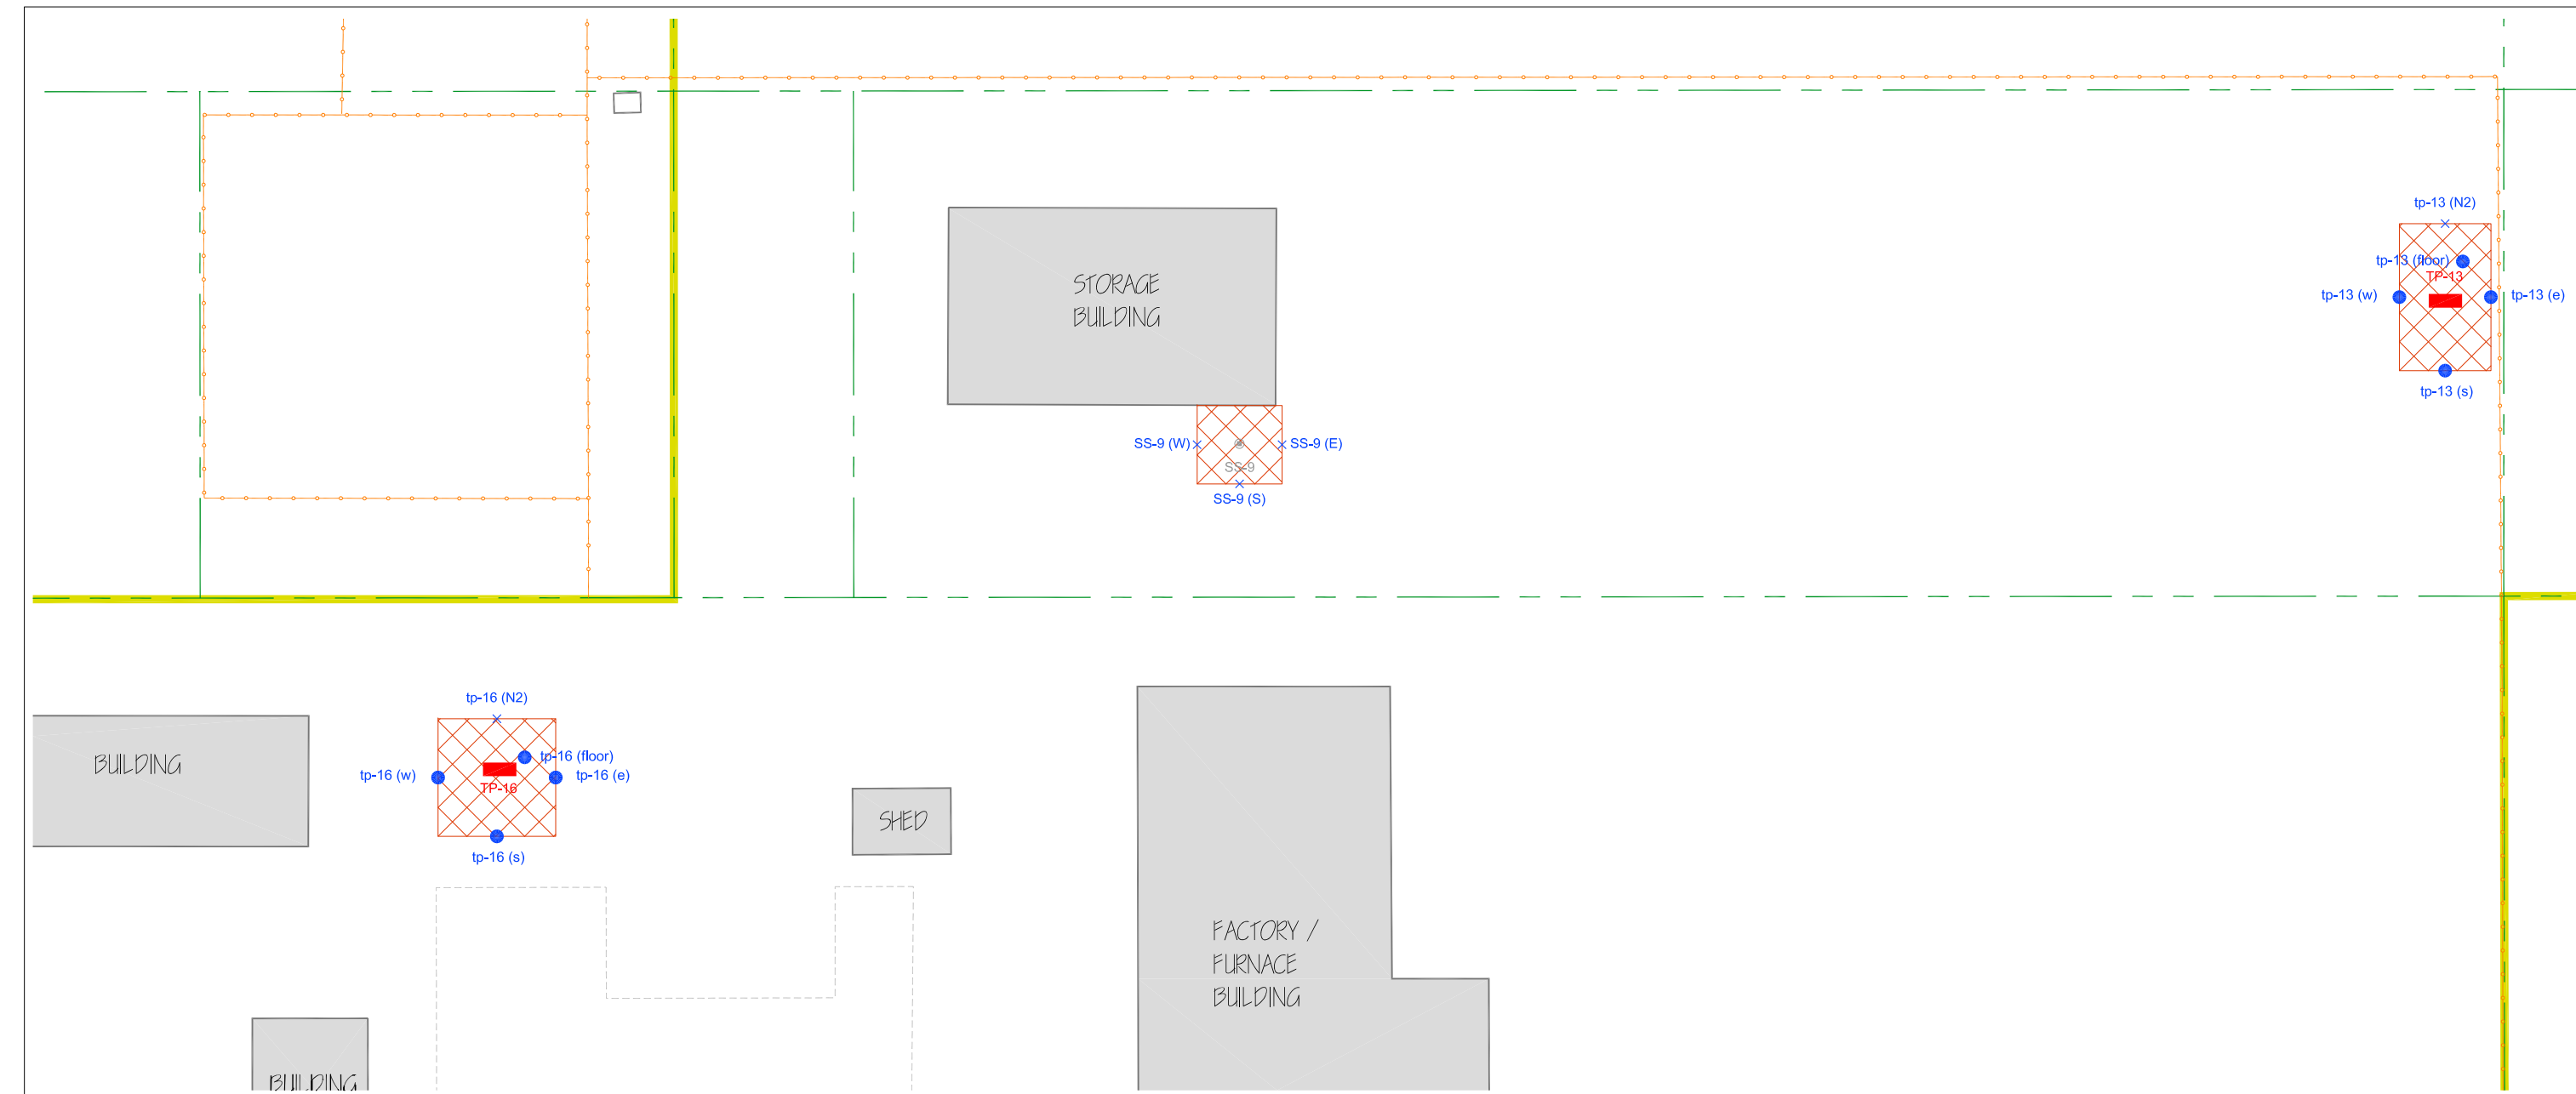 tp-13 (N2)
tp-13 (floor)
TP-13
tp-13 (w)
tp-13 (e)
tp-13 (s)
STORAGE
BUILDING
SS-9 (W)
SS-9 (E)
SS-9
SS-9 (S)
tp-16 (N2)
tp-16 (floor)
tp-16 (w)
tp-16 (e)
TP-16
tp-16 (s)
BUILDING
SHED
FACTORY /
FURNACE
BUILDING
BUILDING